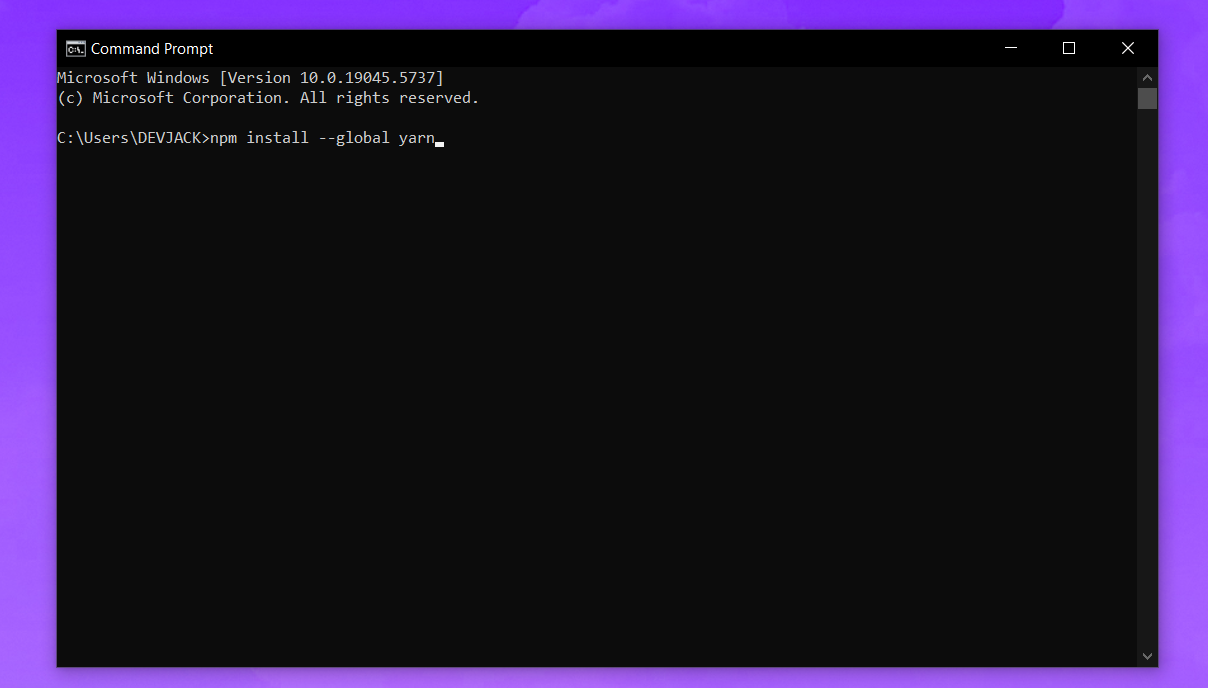 Command Prompt
Microsoft Windows [Version 10.0.19045.5737]
(c) Microsoft Corporation. All rights reserved.
C:\Users\DEVJACK>npm install --global yarn